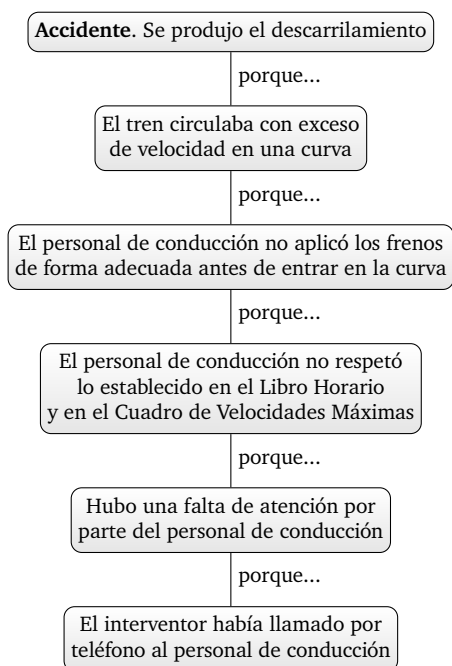 Accidente. Se produjo el descarrilamiento
porque...
El tren circulaba con exceso
de velocidad en una curva
porque...
El personal de conducción no aplicó los frenos
de forma adecuada antes de entrar en la curva
porque...
El personal de conducción no respetó
lo establecido en el Libro Horario
y en el Cuadro de Velocidades Máximas
porque...
Hubo una falta de atención por
parte del personal de conducción
porque...
El interventor había llamado por
teléfono al personal de conducción